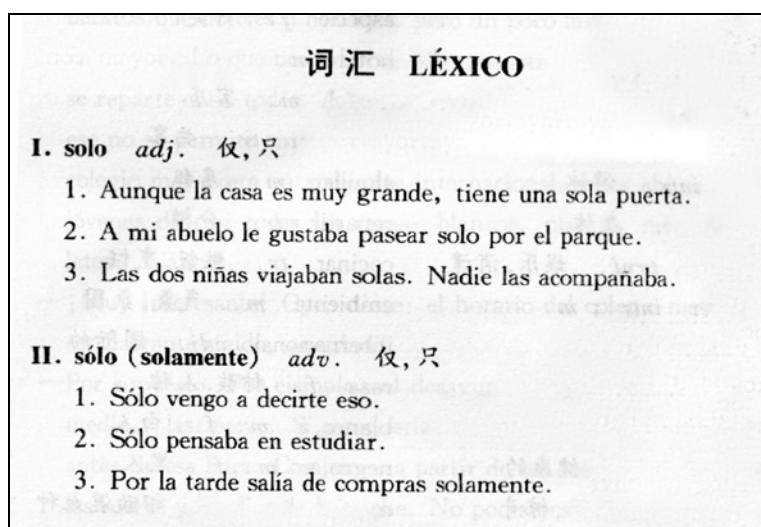 词汇 LÉXICO
I. solo adj. 仅,只
1. Aunque la casa es muy grande, tiene una sola puerta.
2. A mi abuelo le gustaba pasear solo por el parque.
3. Las dos niñas viajaban solas. Nadie las acompañaba.
II. sólo (solamente) adv. 仅,只
1. Sólo vengo a decirte eso.
2. Sólo pensaba en estudiar.
3. Por la tarde salía de compras solamente.